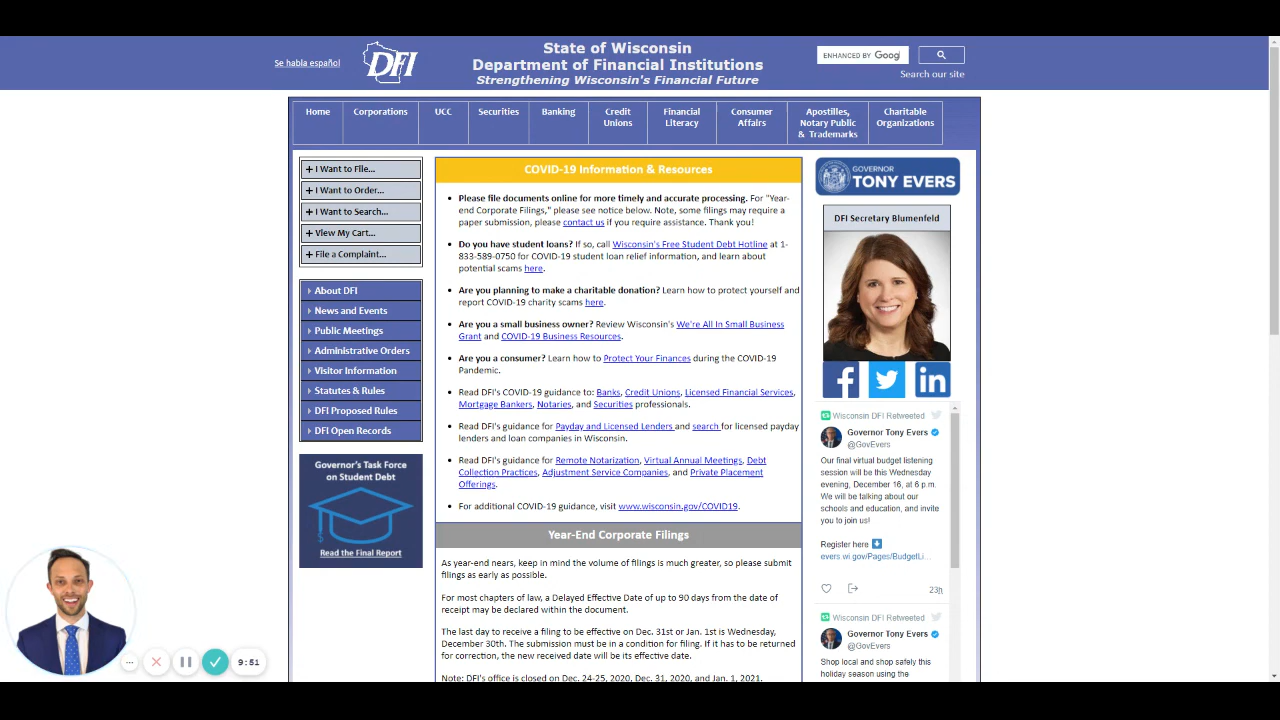 Se habla español
DFI
State of Wisconsin
Department of Financial Institutions
Strengthening Wisconsin's Financial Future
ENHANCED BY Googl
Search our site
Home
Corporations
UCC
Securities
Banking
Credit
Unions
Financial
Literacy
Consumer
Affairs
Apostilles,
Notary Public
& Trademarks
Charitable
Organizations
+ I Want to File...
+ I Want to Order...
+ I Want to Search...
+ View My Cart...
+ File a Complaint...
About DFI
News and Events
Public Meetings
Administrative Orders
Visitor Information
Statutes & Rules
DFI Proposed Rules
DFI Open Records
Governor's Task Force
on Student Debt
Read the Final Report
COVID-19 Information & Resources
• Please file documents online for more timely and accurate processing. For "Year-
end Corporate Filings," please see notice below. Note, some filings may require a
paper submission, please contact us if you require assistance. Thank you!
• Do you have student loans? If so, call Wisconsin's Free Student Debt Hotline at 1-
833-589-0750 for COVID-19 student loan relief information, and learn about
potential scams here.
• Are you planning to make a charitable donation? Learn how to protect yourself and
report COVID-19 charity scams here.
• Are you a small business owner? Review Wisconsin's We're All In Small Business
Grant and COVID-19 Business Resources.
• Are you a consumer? Learn how to Protect Your Finances during the COVID-19
Pandemic.
• Read DFI's COVID-19 guidance to: Banks, Credit Unions, Licensed Financial Services,
Mortgage Bankers, Notaries, and Securities professionals.
• Read DFI's guidance for Payday and Licensed Lenders and search for licensed payday
lenders and loan companies in Wisconsin.
• Read DFI's guidance for Remote Notarization, Virtual Annual Meetings, Debt
Collection Practices, Adjustment Service Companies, and Private Placement
Offerings.
• For additional COVID-19 guidance, visit www.wisconsin.gov/COVID19.
Year-End Corporate Filings
As year-end nears, keep in mind the volume of filings is much greater, so please submit
filings as early as possible.
For most chapters of law, a Delayed Effective Date of up to 90 days from the date of
receipt may be declared within the document.
The last day to receive a filing to be effective on Dec. 31st or Jan. 1st is Wednesday,
December 30th. The submission must be in a condition for filing. If it has to be returned
for correction, the new received date will be its effective date.
Note: DFI's office is closed on Dec. 24-25, 2020, Dec. 31, 2020, and Jan. 1, 2021.
GOVERNOR
TONY EVERS
DFI Secretary Blumenfeld
Wisconsin DFI Retweeted
Governor Tony Evers
@GovEvers
Our final virtual budget listening
session will be this Wednesday
evening, December 16, at 6 p.m.
We will be talking about our
schools and education, and invite
you to join us!
Register here
evers.wi.gov/Pages/BudgetLi...
23h
Wisconsin DFI Retweeted
Governor Tony Evers
@GovEvers
Shop local and shop safely this
holiday season using the
9:51